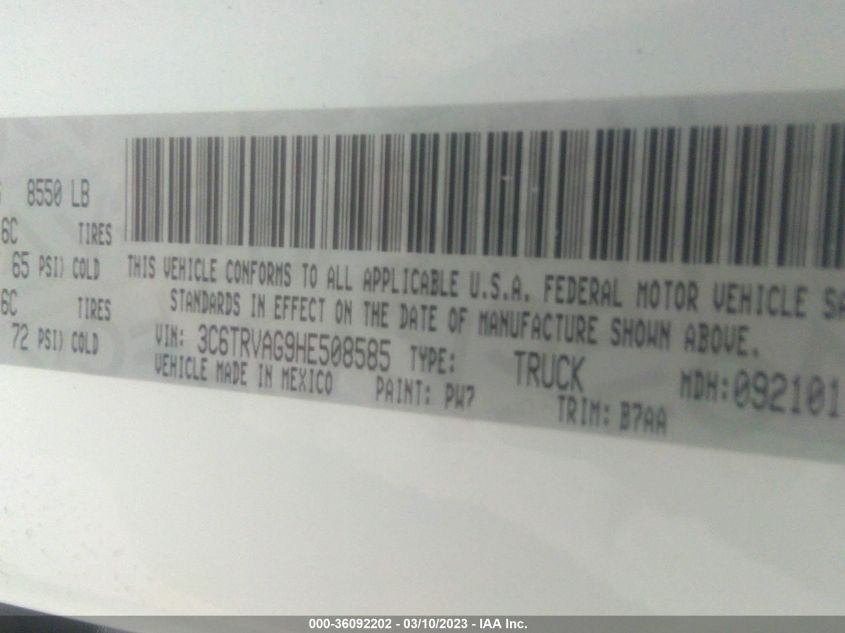 8550 LB
6C TIRES
65 PSI) COLD
6C TIRES
72 PSI) COLD
THIS VEHICLE CONFORMS TO ALL APPLICABLE U.S.A. FEDERAL MOTOR VEHICLE SA
STANDARDS IN EFFECT ON THE DATE OF MANUFACTURE SHOWN ABOVE.
VIN: 3C6TRVAG9HE508585 TYPE: TRUCK MDH: 092101
VEHICLE MADE IN MEXICO PAINT: PW7 TRIM: B7AA
000-36092202 - 03/10/2023 - IAA Inc.